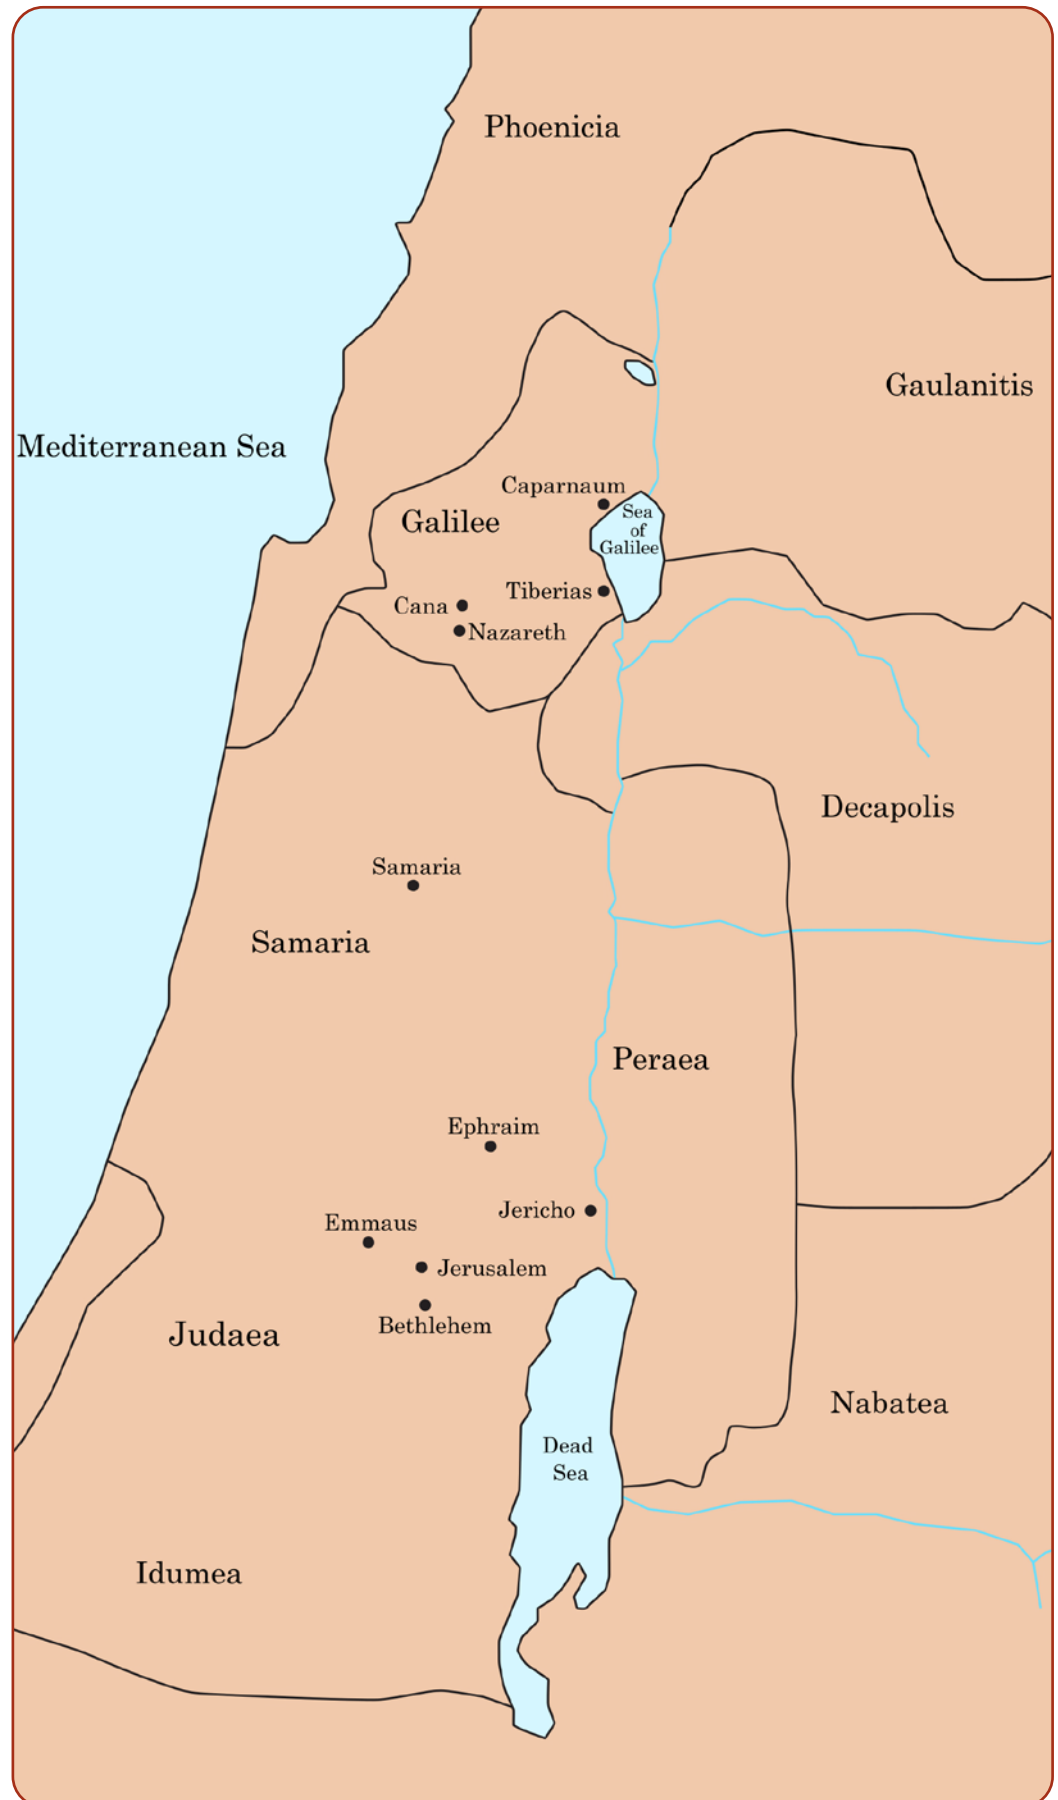 Phoenicia
Gaulanitis
Mediterranean Sea
Caparnaum
Sea
of
Galilee
Galilee
Tiberias
Cana
Nazareth
Decapolis
Samaria
Samaria
Peraea
Ephraim
Jericho
Emmaus
Jerusalem
Bethlehem
Judaea
Nabatea
Dead
Sea
Idumea